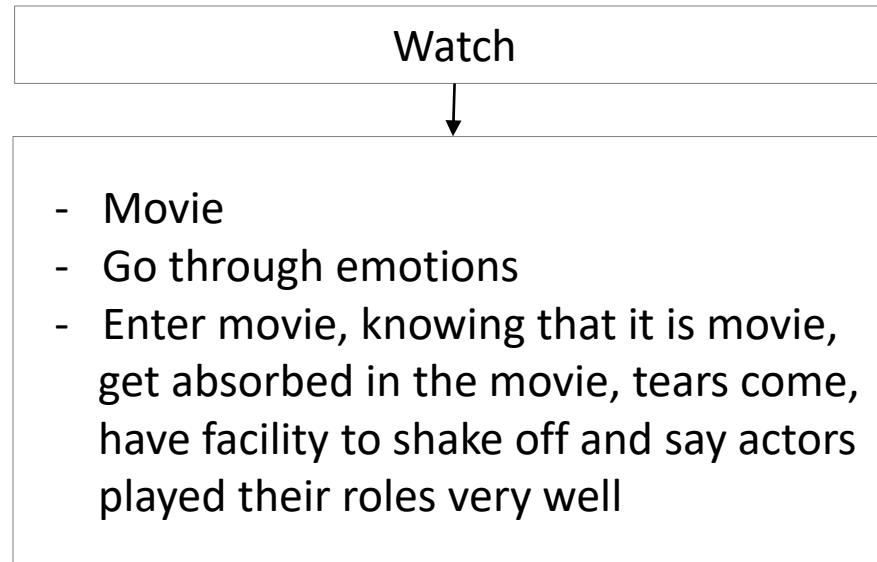 Watch
- Movie
- Go through emotions
- Enter movie, knowing that it is movie,
get absorbed in the movie, tears come,
have facility to shake off and say actors
played their roles very well